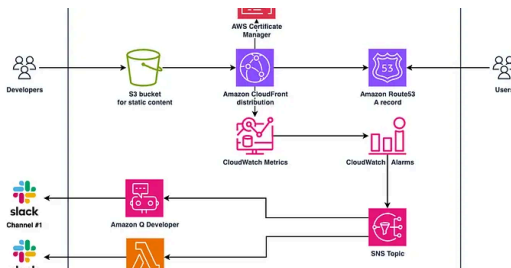 AWS Certificate
Manager
Developers
S3 bucket
for static content
Amazon CloudFront
distribution
53
Amazon Route53
A record
Users
CloudWatch Metrics
CloudWatch Alarms
slack
Channel #1
Amazon Q Developer
SNS Topic